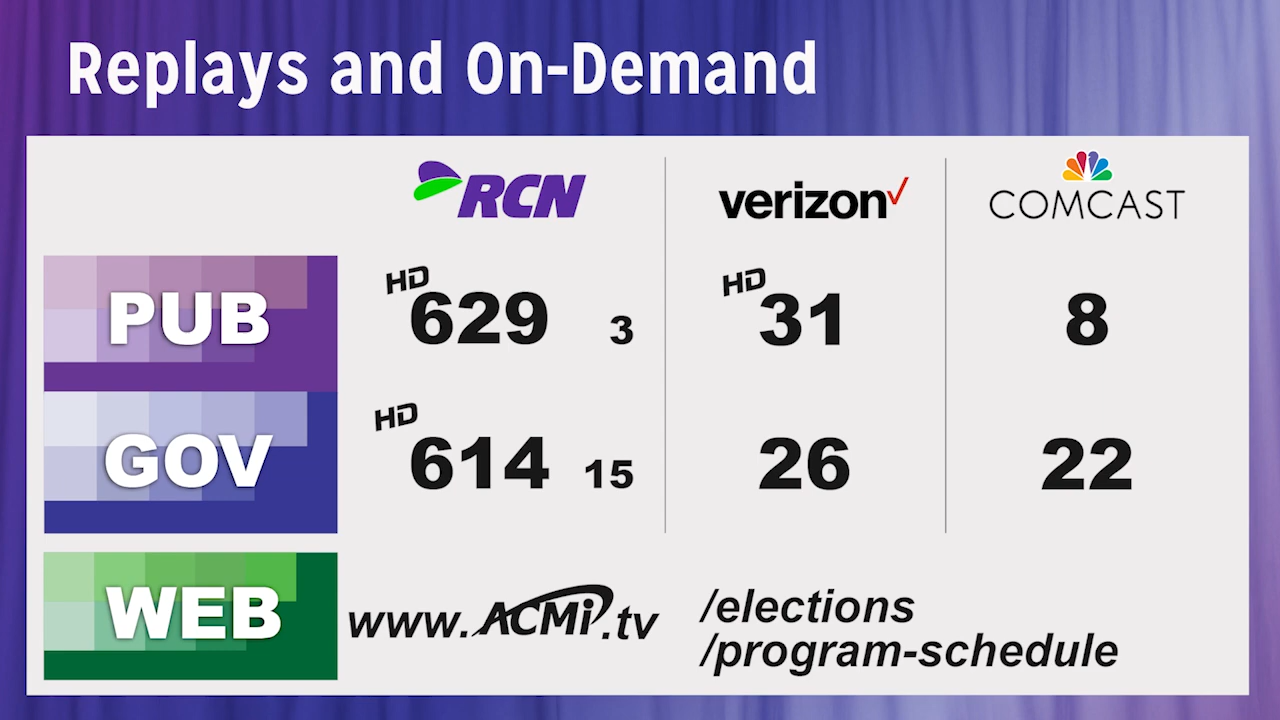 Replays and On-Demand
RCN verizon COMCAST
PUB HD 629 3 HD 31 8
GOV HD 614 15 26 22
WEB www.ACMi.tv /elections
/program-schedule